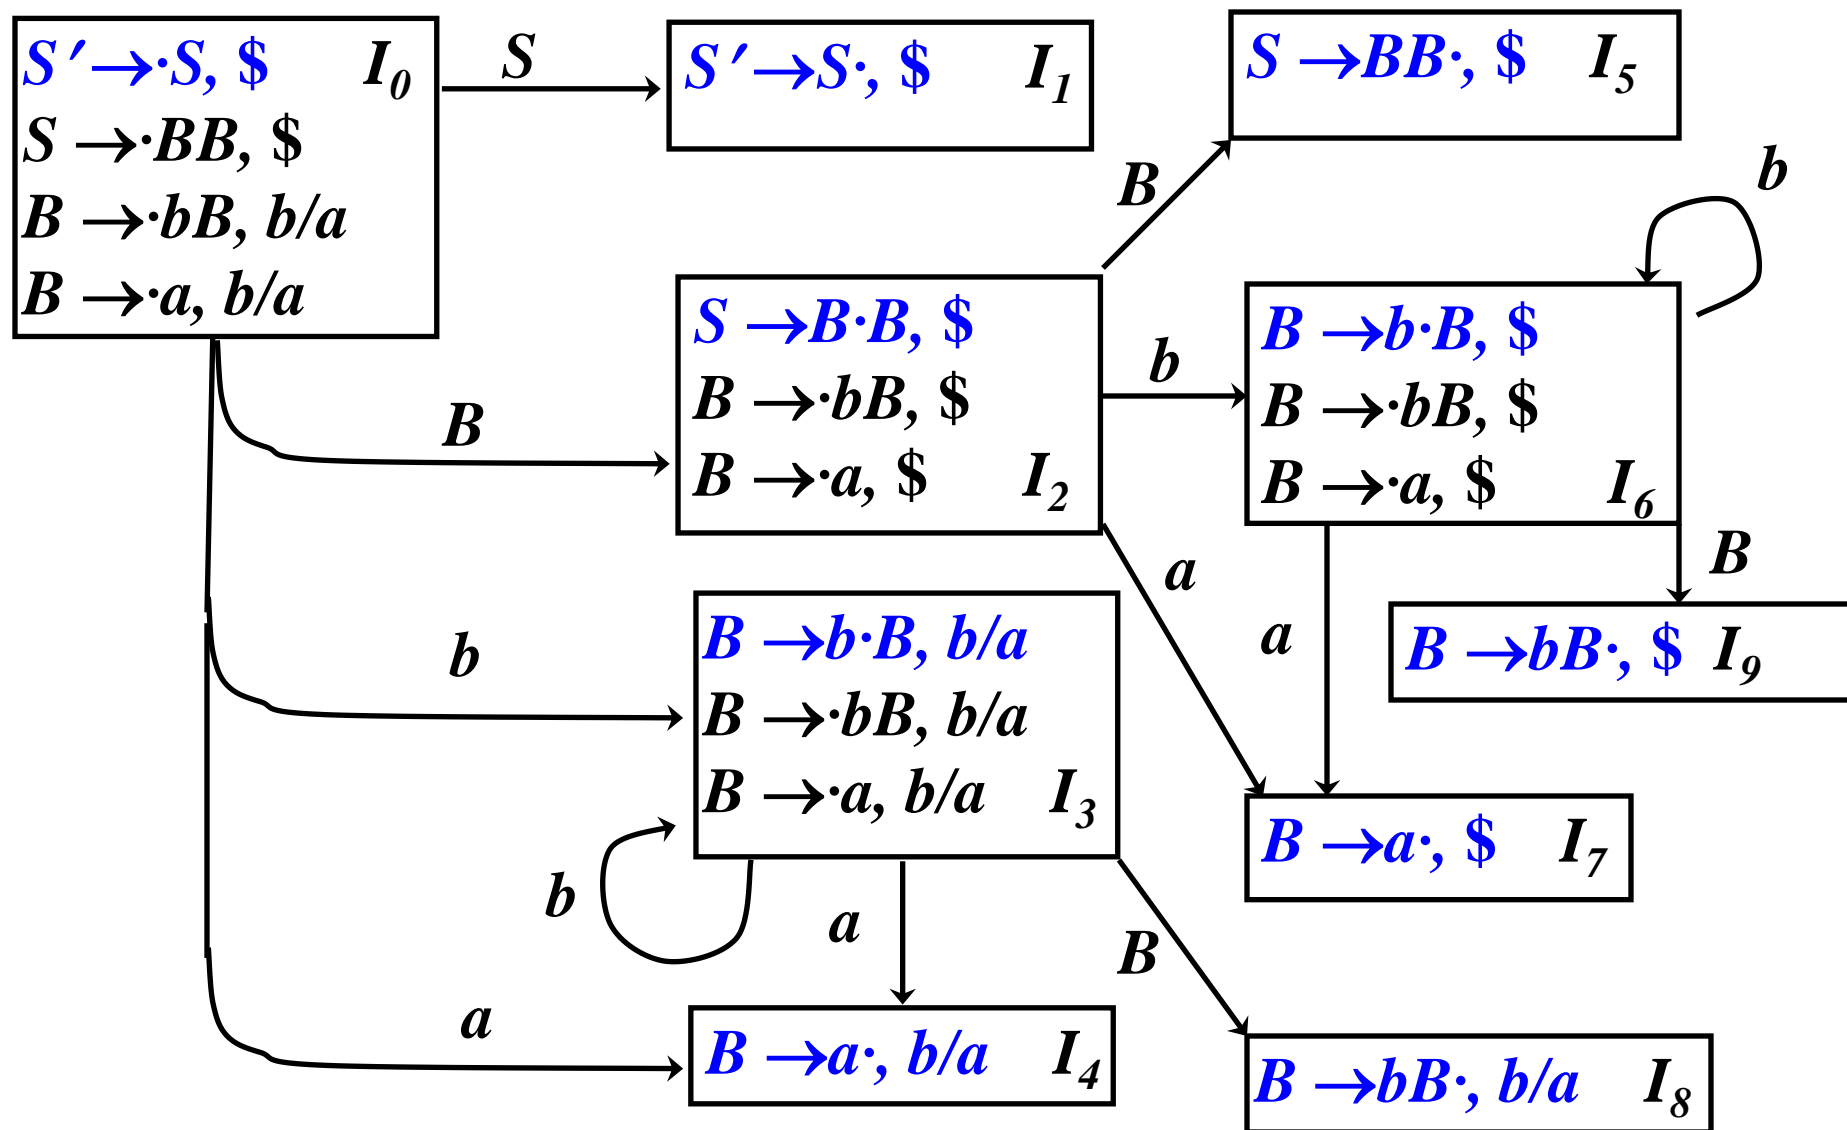 S′→·S, $ I0
S →·BB, $
B →·bB, b/a
B →·a, b/a
S
S′→S·, $ I1
S →BB·, $ I5
B
b
B
S →B·B, $
B →·bB, $
B →·a, $ I2
b
B →b·B, $
B →·bB, $
B →·a, $ I6
a
a
B
B →bB·, $ I9
b
B →b·B, b/a
B →·bB, b/a
B →·a, b/a I3
B →a·, $ I7
b
a
B
a
B →a·, b/a I4
B →bB·, b/a I8